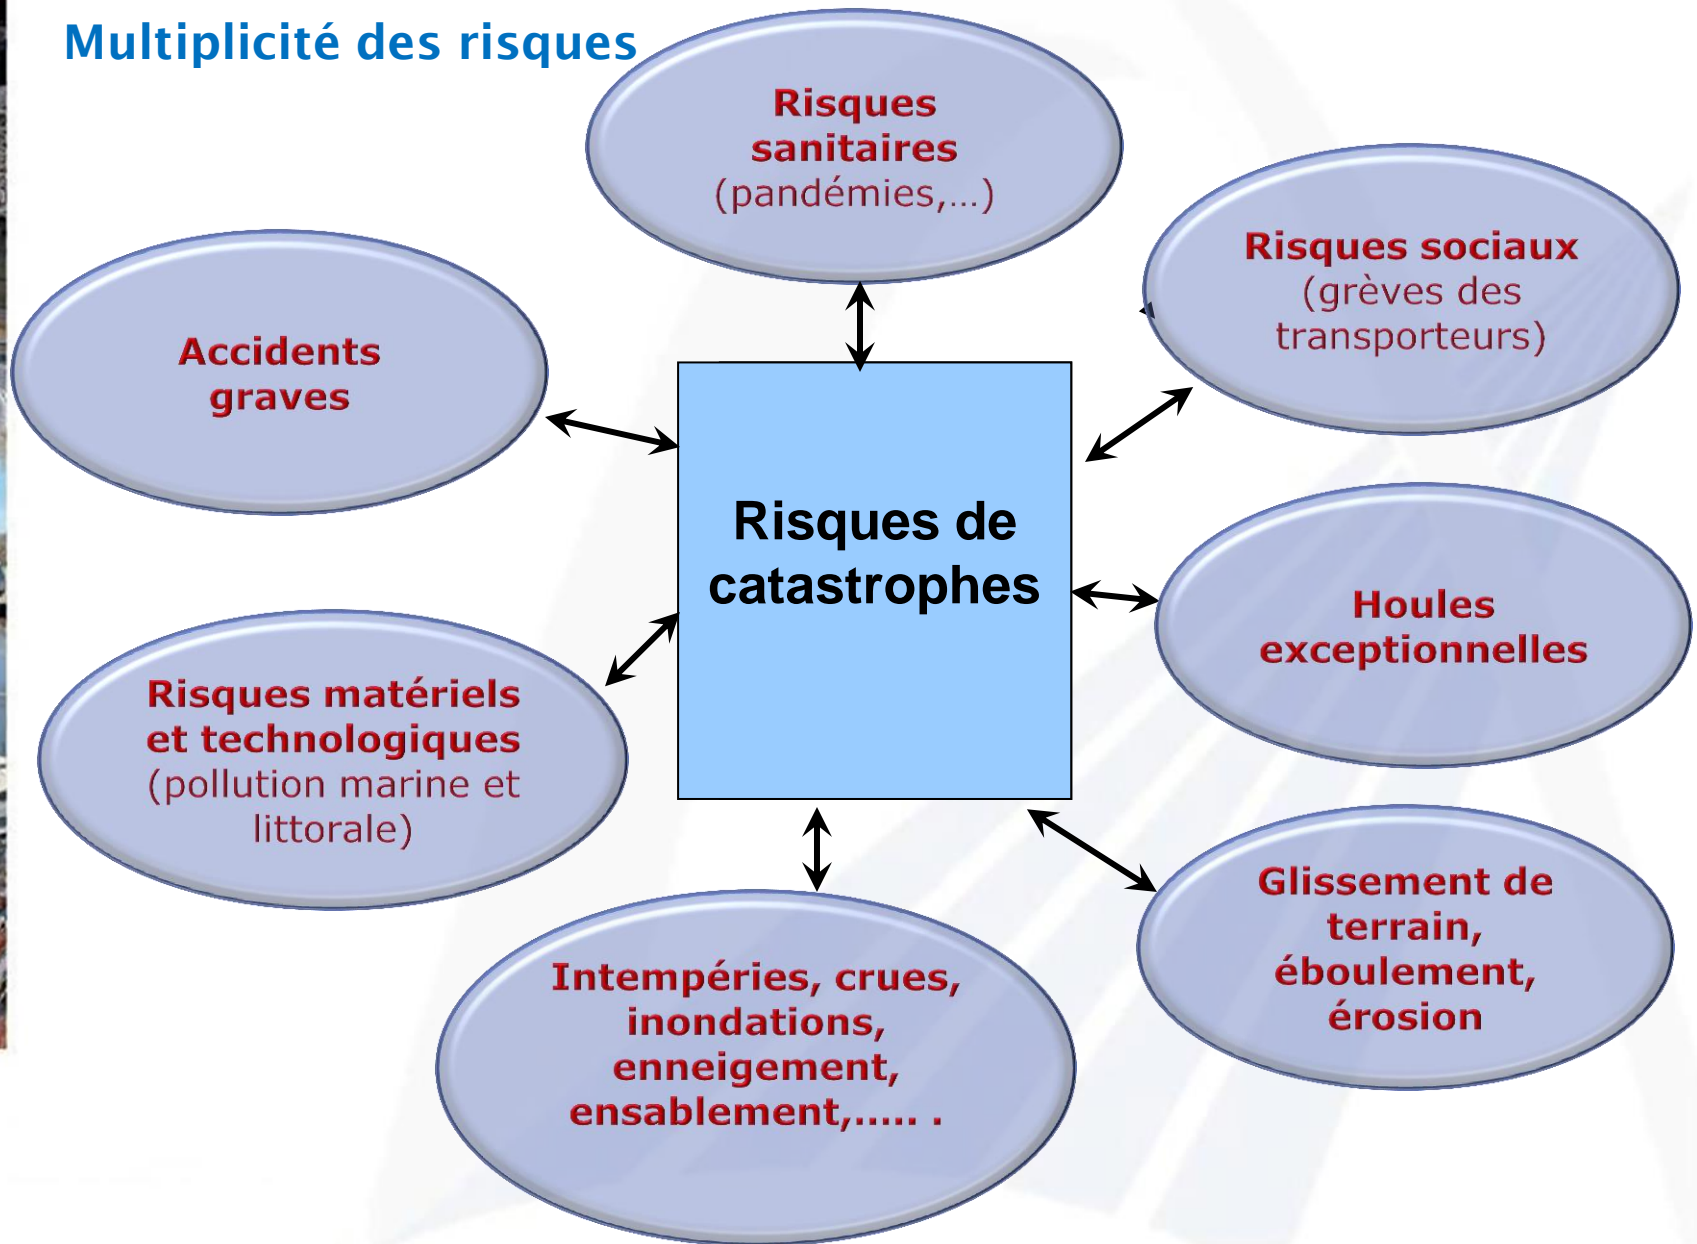 Multiplicité des risques
Risques
sanitaires
(pandémies,...)
Risques sociaux
(grèves des
transporteurs)
Accidents
graves
Risques de
catastrophes
Houles
exceptionnelles
Risques matériels
et technologiques
(pollution marine et
littorale)
Glissement de
terrain,
éboulement,
érosion
Intempéries, crues,
inondations,
enneigement,
ensablement,..... .